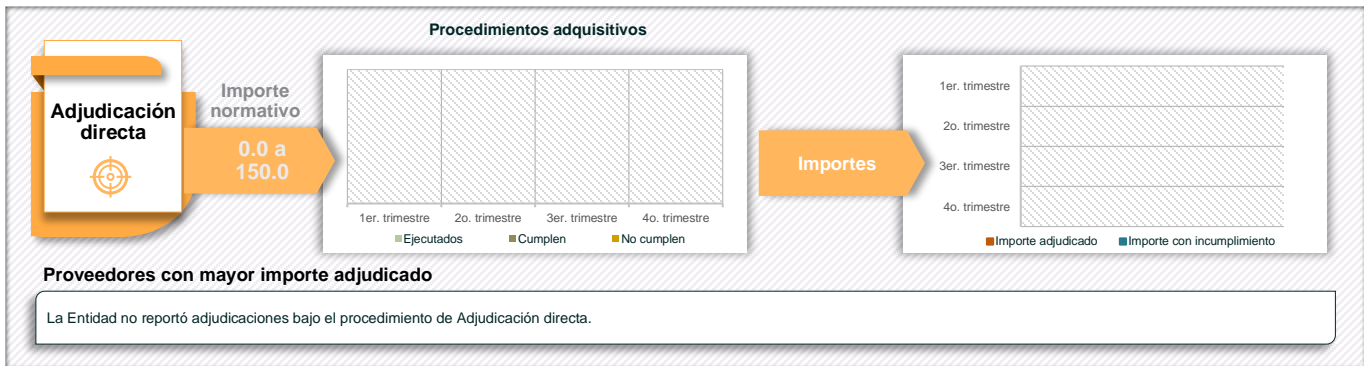 Procedimientos adquisitivos
Adjudicación
directa
Importe
normativo
0.0 a
150.0
1er. trimestre 2o. trimestre 3er. trimestre 4o. trimestre
Ejecutados Cumplen No cumplen
Importes
1er. trimestre
2o. trimestre
3er. trimestre
4o. trimestre
Importe adjudicado Importe con incumplimiento
Proveedores con mayor importe adjudicado
La Entidad no reportó adjudicaciones bajo el procedimiento de Adjudicación directa.